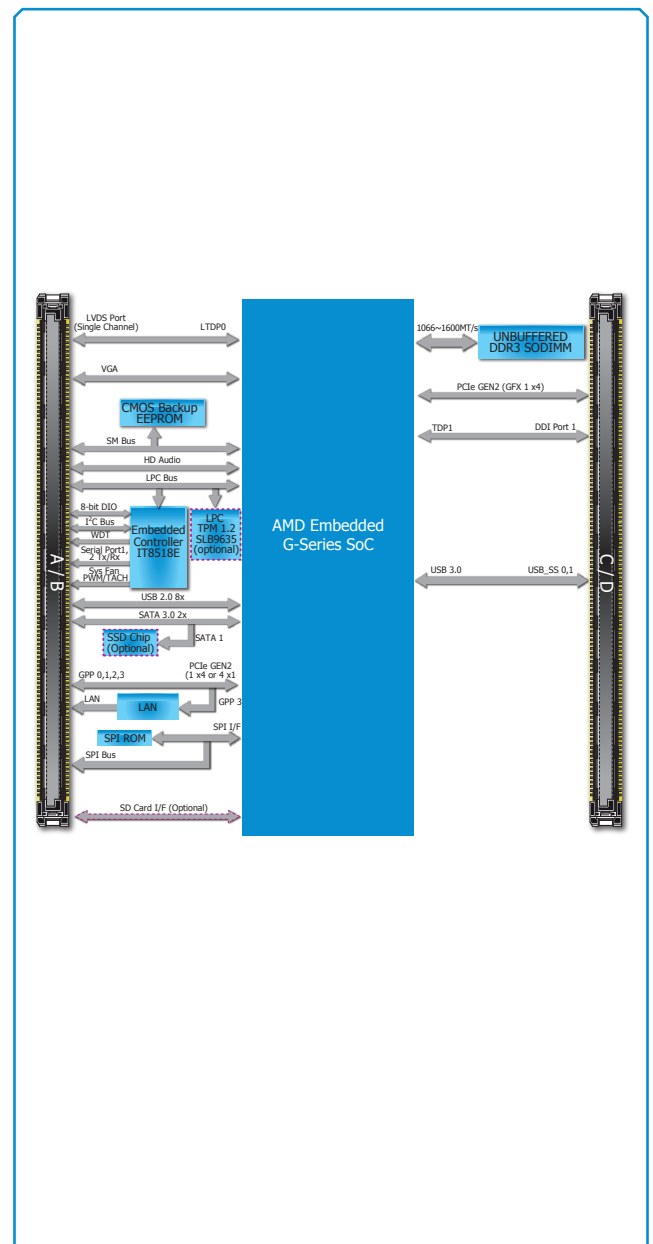 LVDS Port
(Single Channel)
LTDP0
VGA
CMOS Backup
EEPROM
SM Bus
HD Audio
LPC Bus
8-bit DIO
I²C Bus
WDT
Serial Port1,
2 Tx/Rx
Sys Fan
PWM/TACH
Embedded
Controller
IT8518E
LPC
TPM 1.2
SLB9635
(optional)
USB 2.0 8x
SATA 3.0 2x
SSD Chip
(Optional)
SATA 1
PCIe GEN2
GPP 0,1,2,3
(1 x4 or 4 x1
LAN
LAN
GPP 3
SPI I/F
SPI ROM
SPI Bus
SD Card I/F (Optional)
A / B
AMD Embedded
G-Series SoC
1066~1600MT/s
UNBUFFERED
DDR3 SODIMM
PCIe GEN2 (GFX 1 x4)
TDP1
DDI Port 1
USB 3.0
USB_SS 0,1
C / D